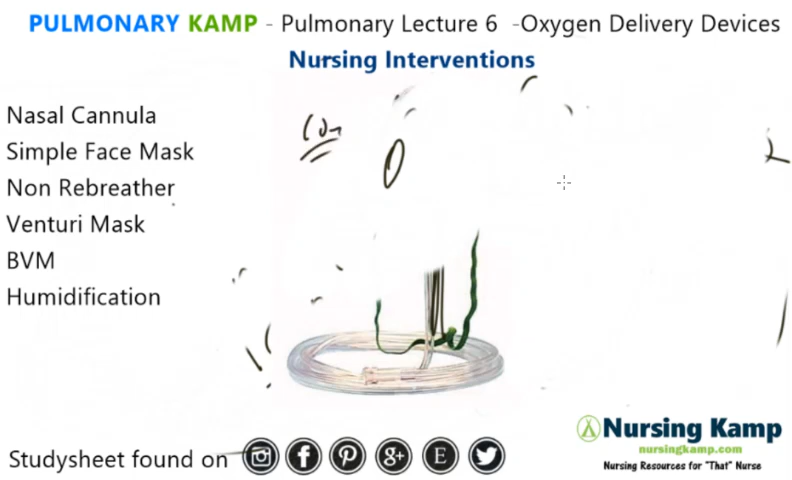 PULMONARY KAMP - Pulmonary Lecture 6 -Oxygen Delivery Devices
Nursing Interventions
Nasal Cannula
Simple Face Mask
Non Rebreather
Venturi Mask
BVM
Humidification
Studysheet found on
Nursing Kamp
nursingkamp.com
Nursing Resources for "That" Nurse